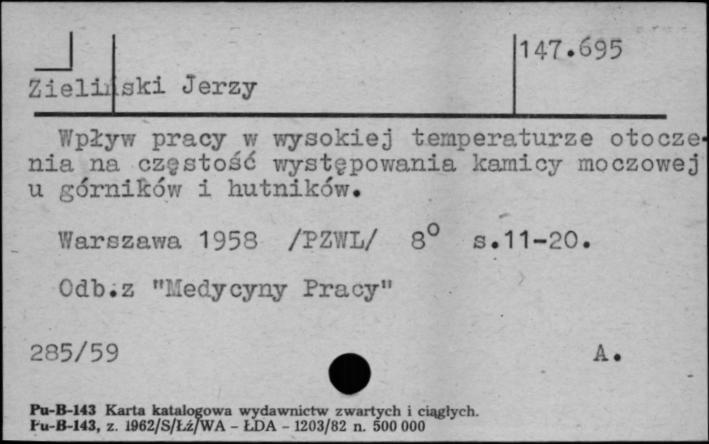 147.695
Zieliński Jerzy
Wpływ pracy w wysokiej temperaturze otocze-
nia na częstość występowania kamicy moczowej
u górników i hutników.
Warszawa 1958 /PZWL/ 8° s.11-20.
Odb.z "Medycyny Pracy"
285/59 A.
Pu-B-143 Karta katalogowa wydawnictw zwartych i ciągłych.
Pu-B-143, z. 1962/S/Łź/WA - ŁDA - 1203/82 n. 500 000